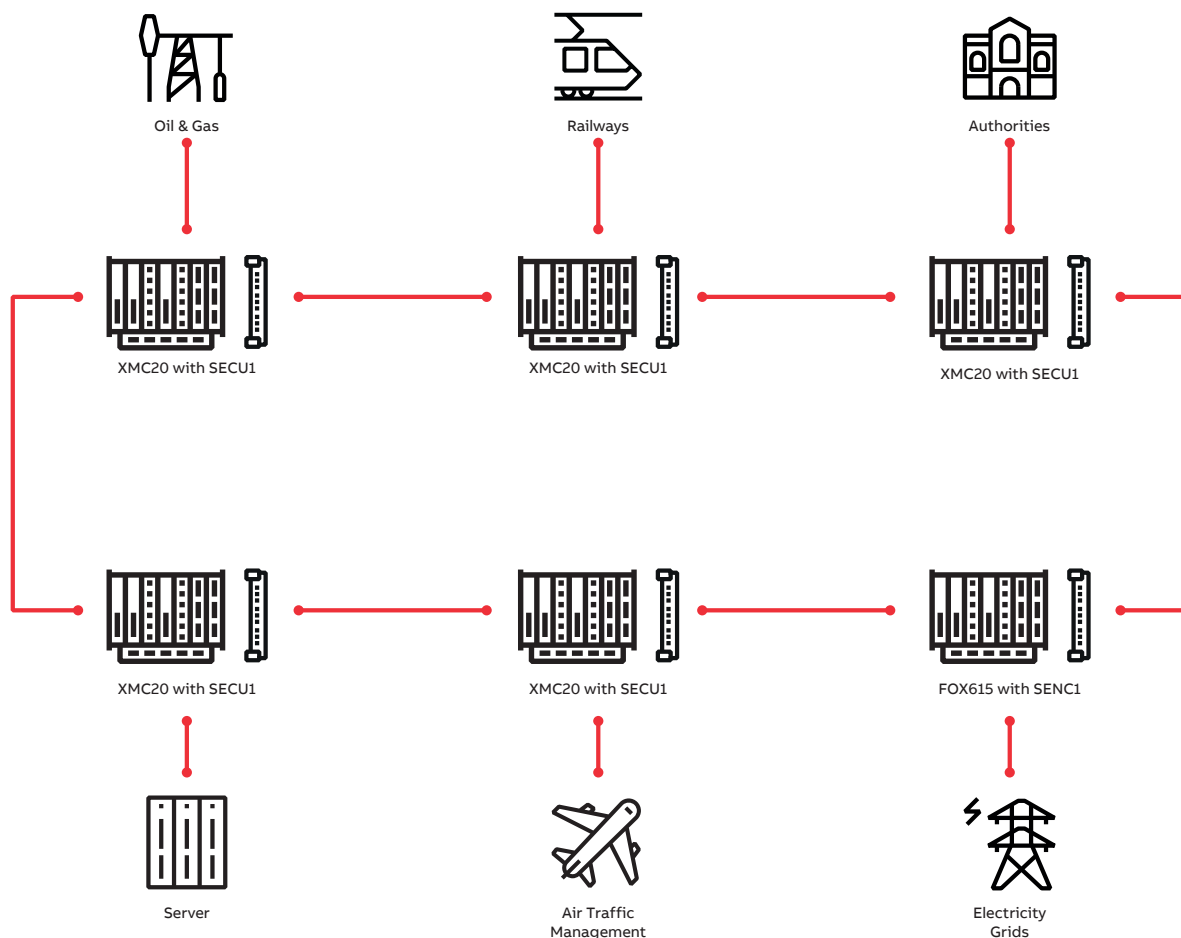 Oil & Gas
Railways
Authorities
XMC20 with SECU1
XMC20 with SECU1
XMC20 with SECU1
XMC20 with SECU1
XMC20 with SECU1
FOX615 with SENC1
Server
Air Traffic
Management
Electricity
Grids